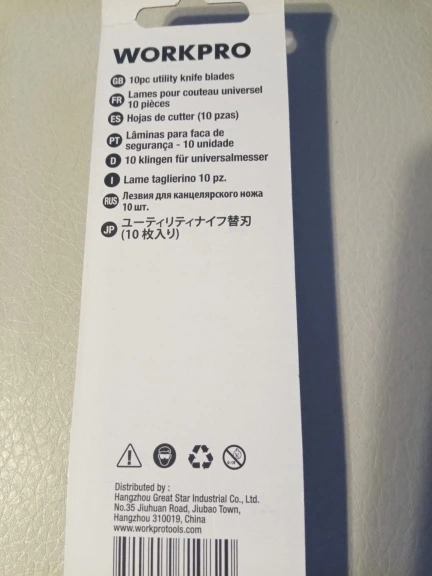 WORKPRO
GB 10pc utility knife blades
FR Lames pour couteau universel
10 pièces
ES Hojas de cutter (10 pzas)
PT Lâminas para faca de
segurança - 10 unidade
D 10 klingen für universalmesser
I Lame taglierino 10 pz.
RUS Лезвия для канцелярского ножа
10 шт.
JP ユーティリティナイフ替刃
(10 枚入り)
Distributed by :
Hangzhou Great Star Industrial Co., Ltd.
No.35 Jiuhuan Road, Jiubao Town,
Hangzhou 310019, China
www.workprotools.com